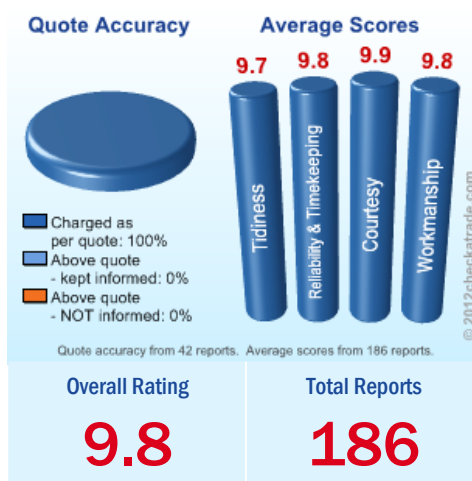 Quote Accuracy
Charged as
per quote: 100%
Above quote
- kept informed: 0%
Above quote
- NOT informed: 0%
Average Scores
9.7
9.8
9.9
9.8
Tidiness
Reliability & Timekeeping
Courtesy
Workmanship
© 2012checkatrade.com
Quote accuracy from 42 reports. Average scores from 186 reports.
Overall Rating
9.8
Total Reports
186